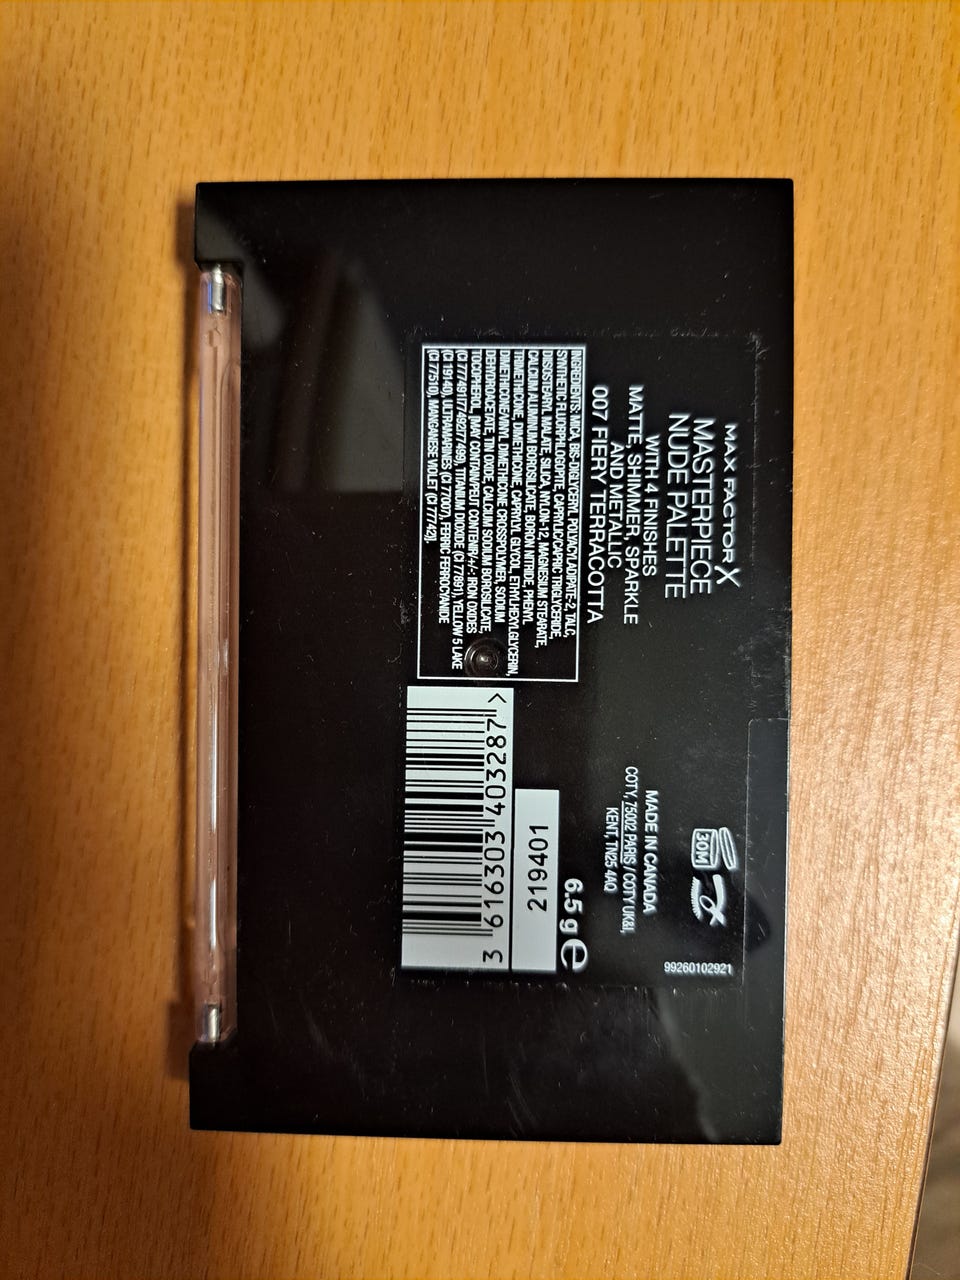 MAX FACTOR X
MASTERPIECE
NUDE PALETTE
WITH 4 FINISHES
MATTE, SHIMMER, SPARKLE
AND METALLIC
007 FIERY TERRACOTTA
INGREDIENTS: MICA, BIS-DIGLYCERYL POLYACYLADIPATE-2, TALC,
SYNTHETIC FLUORPHLOGOPITE, CAPRYLIC/CAPRIC TRIGLYCERIDE,
DIISOSTEARYL MALATE, SILICA, NYLON-12, MAGNESIUM STEARATE,
CALCIUM ALUMINUM BOROSILICATE, BORON NITRIDE, PHENYL
TRIMETHICONE, DIMETHICONE, CAPRYLYL GLYCOL, ETHYLHEXYLGLYCERIN,
DIMETHICONE/VINYL DIMETHICONE CROSSPOLYMER, SODIUM
DEHYDROACETATE, TIN OXIDE, CALCIUM SODIUM BOROSILICATE,
TOCOPHEROL, [MAY CONTAIN/PEUT CONTENIR/+/-: IRON OXIDES
(CI 77491/77492/77499), TITANIUM DIOXIDE (CI 77891), YELLOW 5 LAKE
(CI 19140), ULTRAMARINES (CI 77007), FERRIC FERROCYANIDE
(CI 77510), MANGANESE VIOLET (CI 77742)].
30M
MADE IN CANADA
COTY, 75002 PARIS / COTY UK&I,
KENT, TN25 4AQ
99260102921
6.5 g e
219401
3 616303 403287 >